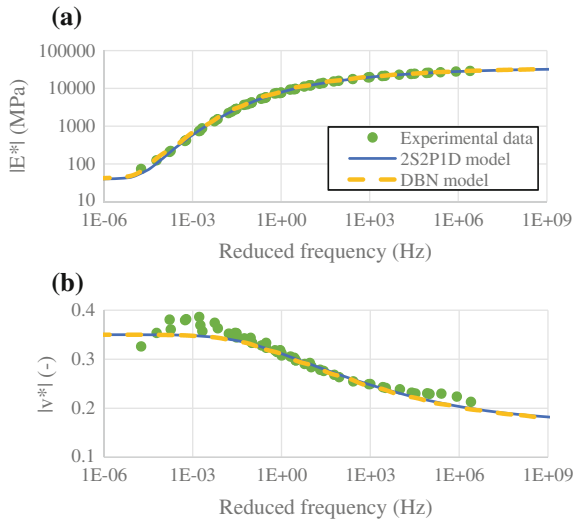 (a)
100000
10000
1000
100
10
|E*| (MPa)
Experimental data
2S2P1D model
DBN model
1E-06 1E-03 1E+00 1E+03 1E+06 1E+09
Reduced frequency (Hz)
(b)
0.4
0.3
0.2
0.1
|ν*| (-)
1E-06 1E-03 1E+00 1E+03 1E+06 1E+09
Reduced frequency (Hz)